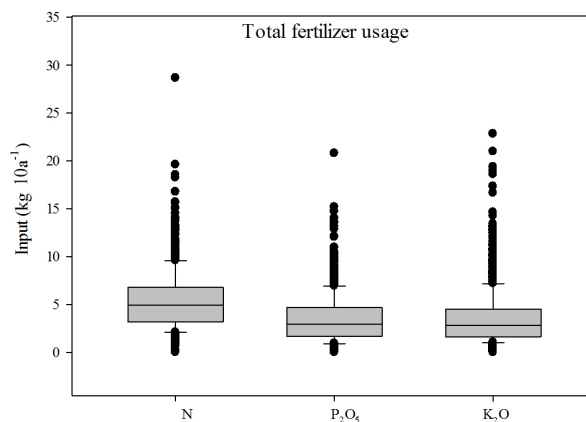 Total fertilizer usage
Input (kg 10a⁻¹)
35
30
25
20
15
10
5
0
N
P₂O₅
K₂O